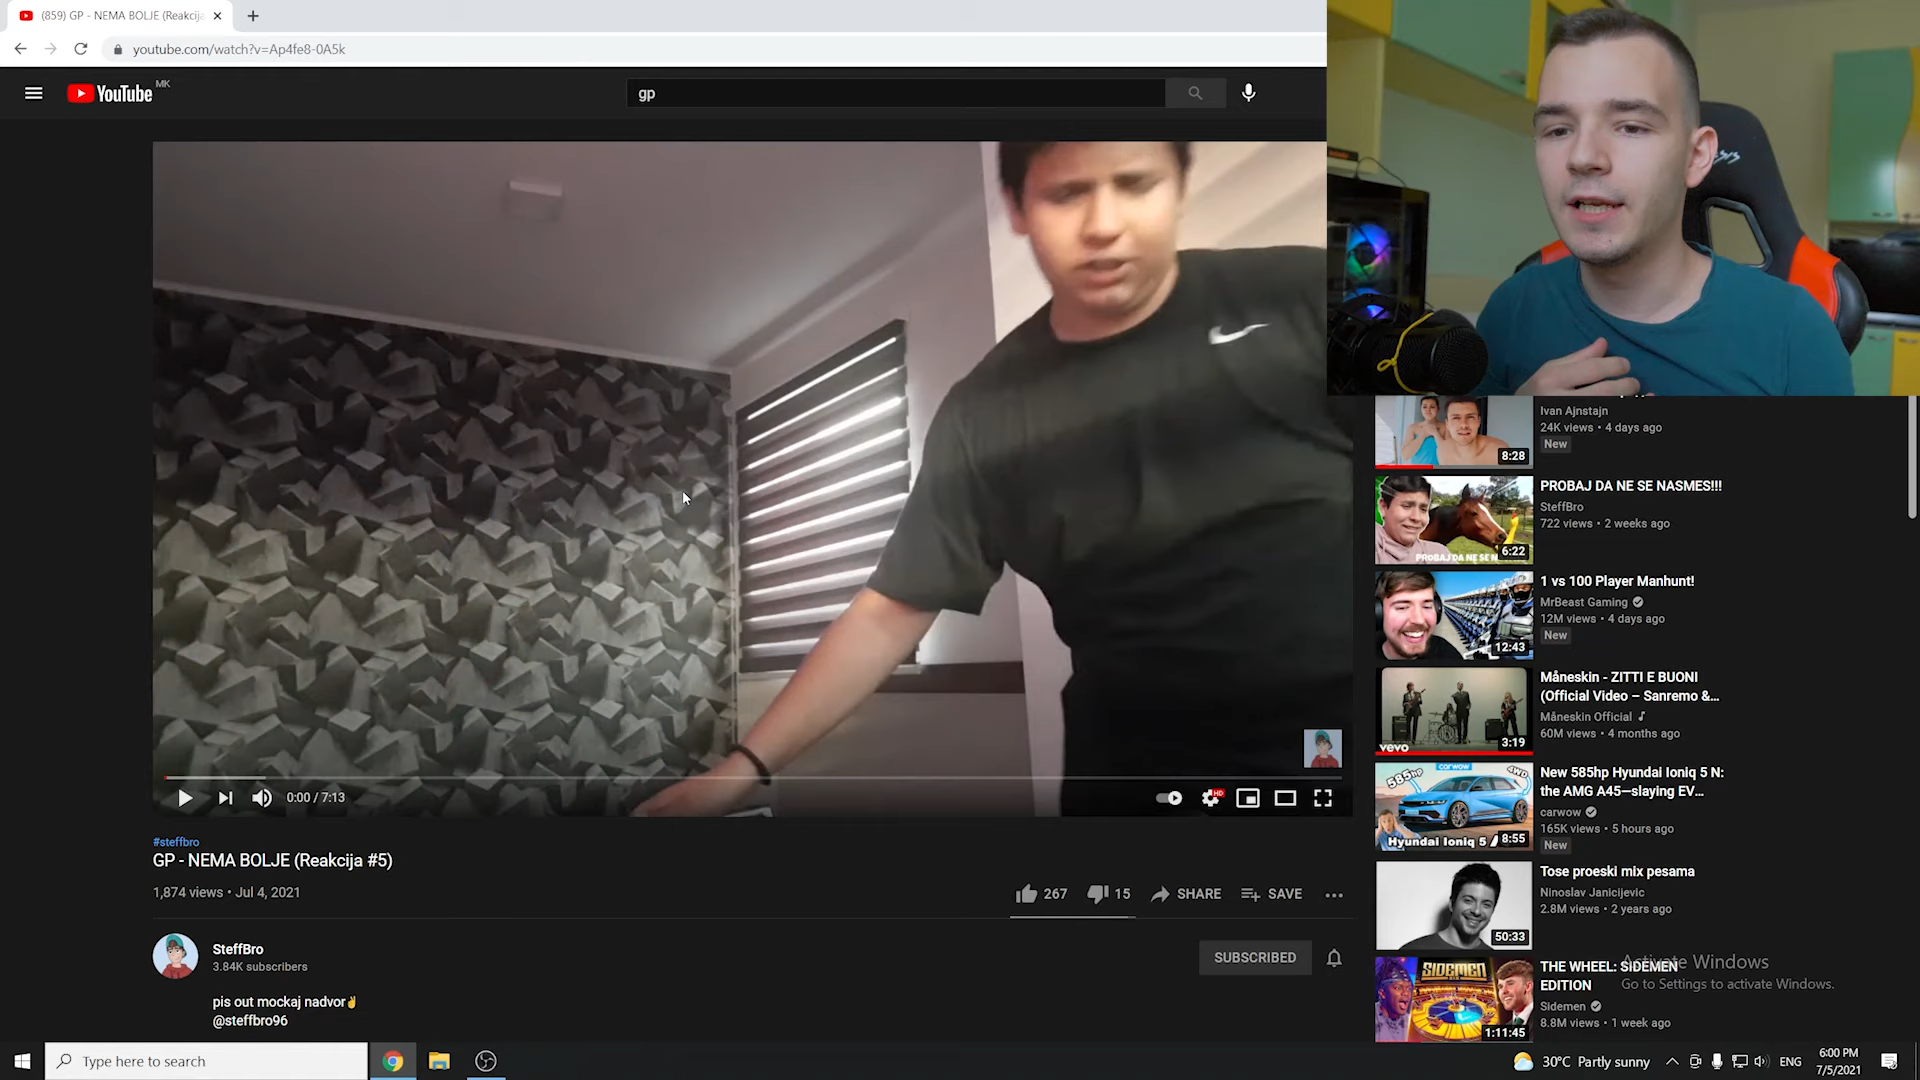 (859) GP - NEMA BOLJE (Reakcija
youtube.com/watch?v=Ap4fe8-0A5k
YouTube MK
gp
0:00 / 7:13
#steffbro
GP - NEMA BOLJE (Reakcija #5)
1,874 views • Jul 4, 2021
267
15
SHARE
SAVE
SteffBro
3.84K subscribers
SUBSCRIBED
pis out mockaj nadvor✌
@steffbro96
Ivan Ajnstajn
24K views • 4 days ago
New
8:28
PROBAJ DA NE SE NASMES!!!
SteffBro
722 views • 2 weeks ago
6:22
PROBAJ DA NE SE N
1 vs 100 Player Manhunt!
MrBeast Gaming
12M views • 4 days ago
New
12:43
Måneskin - ZITTI E BUONI
(Official Video – Sanremo &...
Måneskin Official
60M views • 4 months ago
vevo
3:19
New 585hp Hyundai Ioniq 5 N:
the AMG A45—slaying EV...
carwow
165K views • 5 hours ago
New
585hp
carwow
4WD
Hyundai Ioniq 5
8:55
Tose proeski mix pesama
Ninoslav Janicijevic
2.8M views • 2 years ago
50:33
THE WHEEL: SIDEMEN
EDITION
Sidemen
8.8M views • 1 week ago
SIDEMEN
1:11:45
Activate Windows
Go to Settings to activate Windows.
Type here to search
30°C Partly sunny
ENG
6:00 PM
7/5/2021